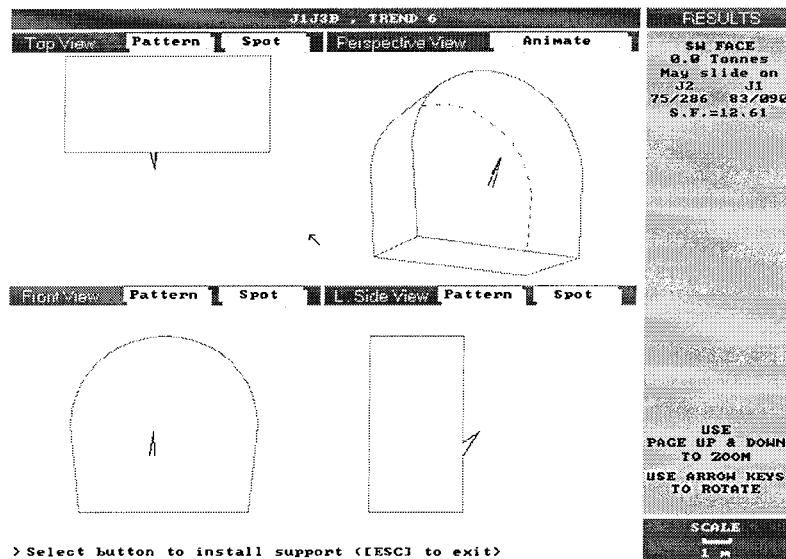 J1J3B , TREND 6
RESULTS
Top View Pattern Spot
Perspective View Animate
SW FACE
0.0 Tonnes
May slide on
J2 J1
75/286 83/090
S.F.=12.61
Front View Pattern Spot
L. Side View Pattern Spot
USE
PAGE UP & DOWN
TO ZOOM
USE ARROW KEYS
TO ROTATE
SCALE
1 m
> Select button to install support ([ESC] to exit>